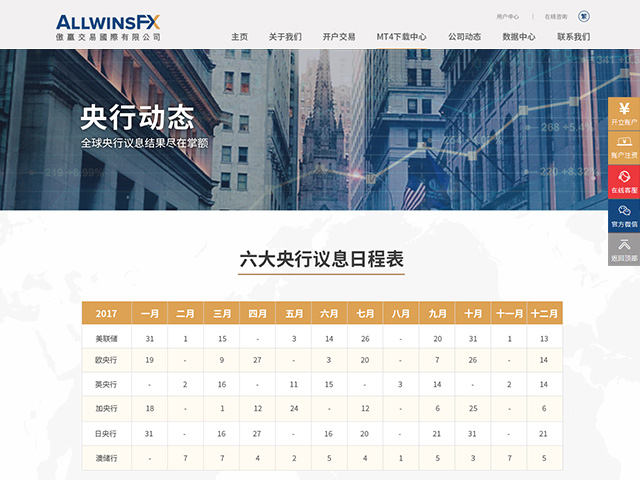 用户中心 | 在线咨询 繁
ALLWINSFX
傲贏交易國際有限公司
主页 关于我们 开户交易 MT4下载中心 公司动态 数据中心 联系我们
央行动态
全球央行议息结果尽在掌握
开立账户
账户注资
在线客服
官方微信
返回顶部
六大央行议息日程表
2017 一月 二月 三月 四月 五月 六月 七月 八月 九月 十月 十一月 十二月
美联储 31 1 15 - 3 14 26 - 20 31 1 13
欧央行 19 - 9 27 - 3 20 - 7 26 - 14
英央行 - 2 16 - 11 15 - 3 14 - 2 14
加央行 18 - 1 12 24 - 12 - 6 25 - 6
日央行 31 - 16 27 - 16 20 - 21 31 - 21
澳储行 - 7 7 4 2 5 4 1 5 3 7 5